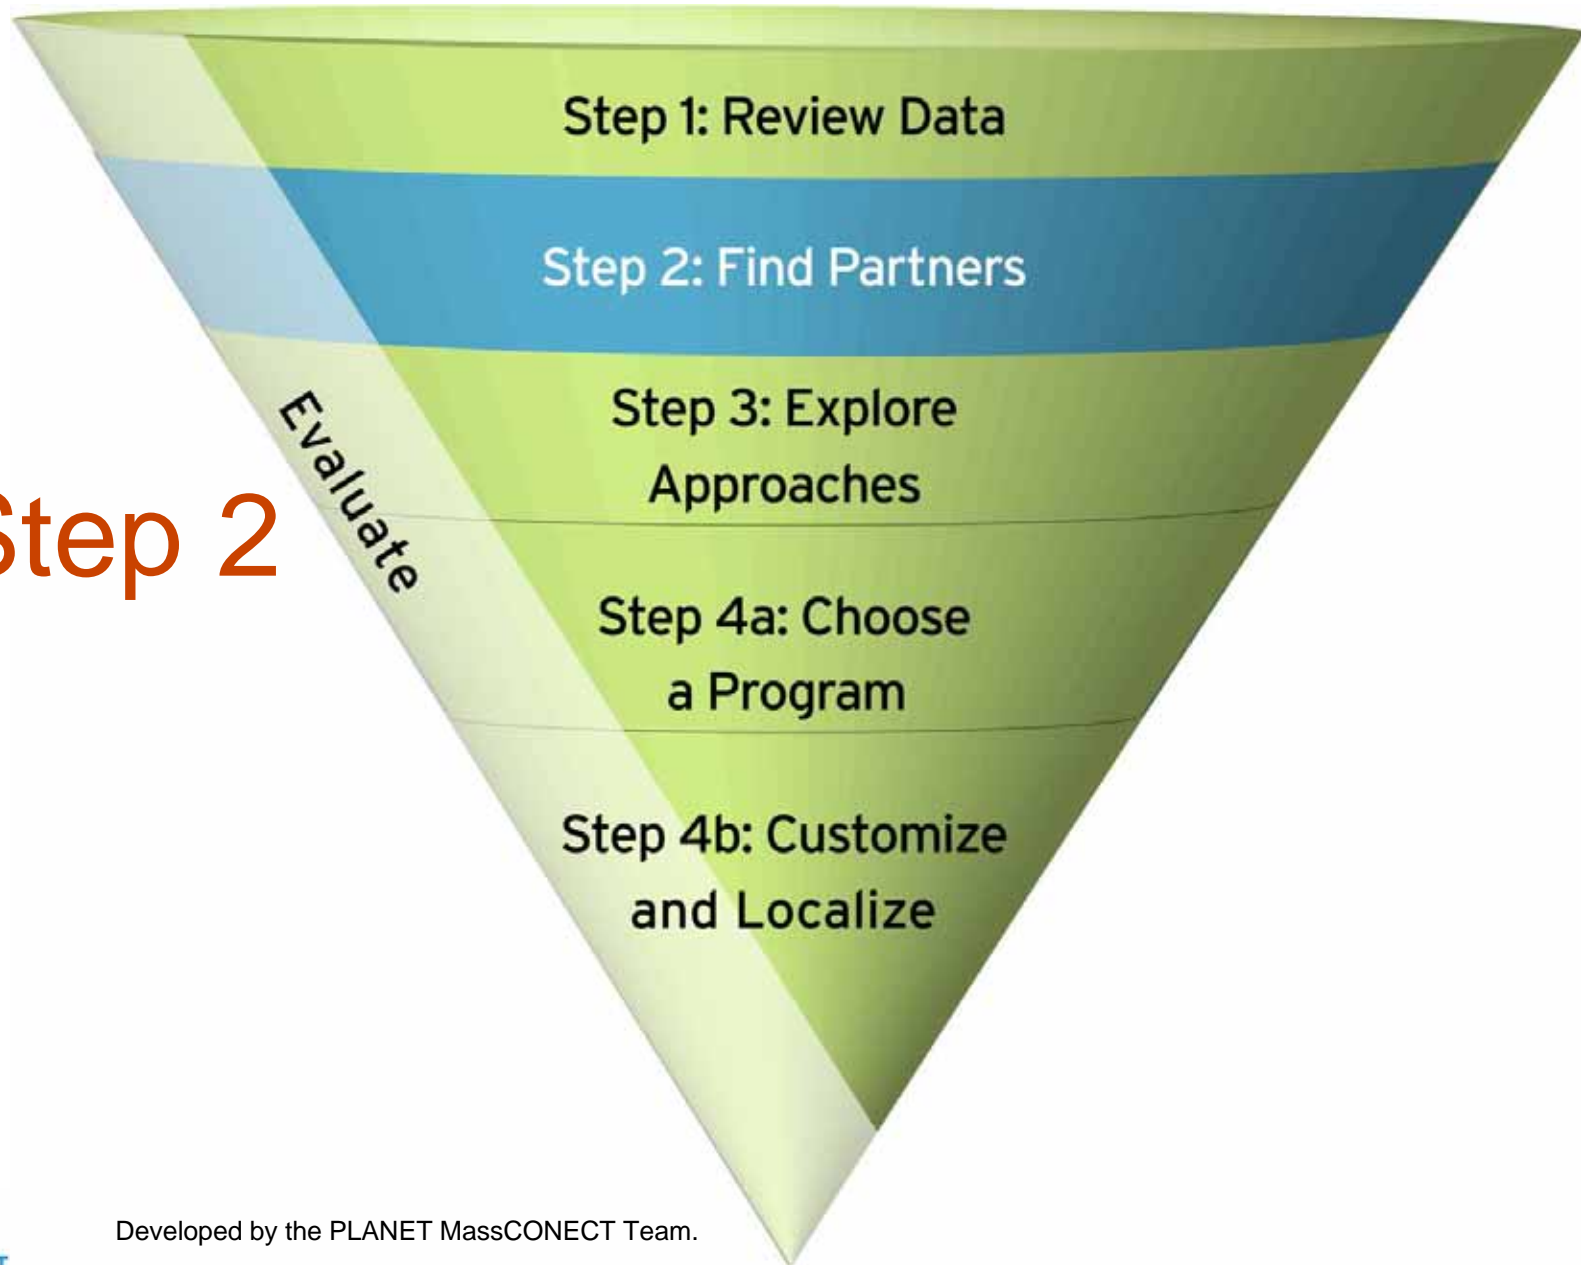 Step 1: Review Data
Step 2: Find Partners
Step 3: Explore
Approaches
Evaluate
Step 2
Step 4a: Choose
a Program
Step 4b: Customize
and Localize
Developed by the PLANET MassCONECT Team.